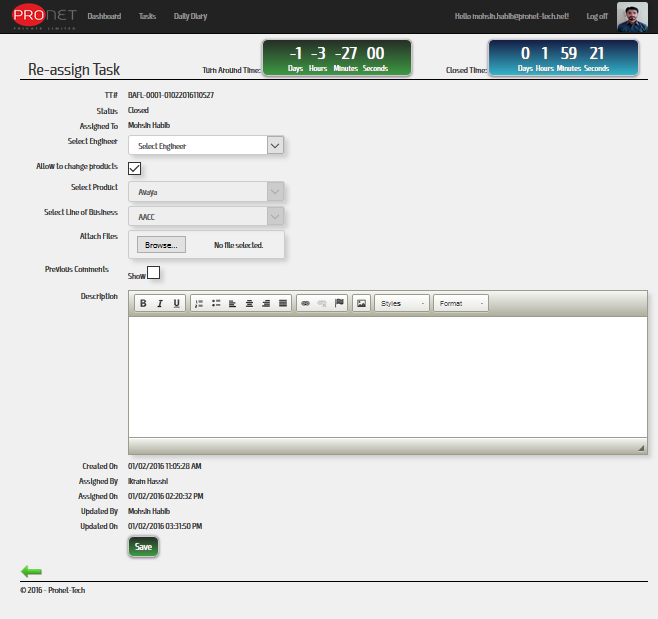 PRONET
PRIVATE LIMITED
Dashboard Tasks Daily Diary
Hello mohsin.habib@pronet-tech.net! Log off
Re-assign Task
Turn Around Time: -1 -3 -27 00
Days Hours Minutes Seconds
Closed Time: 0 1 59 21
Days Hours Minutes Seconds
TT# BAFL-0001-01022016110527
Status Closed
Assigned To Mohsin Habib
Select Engineer Select Engineer
Allow to change products
Select Product Avaya
Select Line of Business AACC
Attach Files Browse... No file selected.
Previous Comments Show
Description
B I U Styles Format
Created On 01/02/2016 11:05:28 AM
Assigned By Ikram Hassni
Assigned On 01/02/2016 02:20:32 PM
Updated By Mohsin Habib
Updated On 01/02/2016 03:31:50 PM
Save
© 2016 - Pronet-Tech